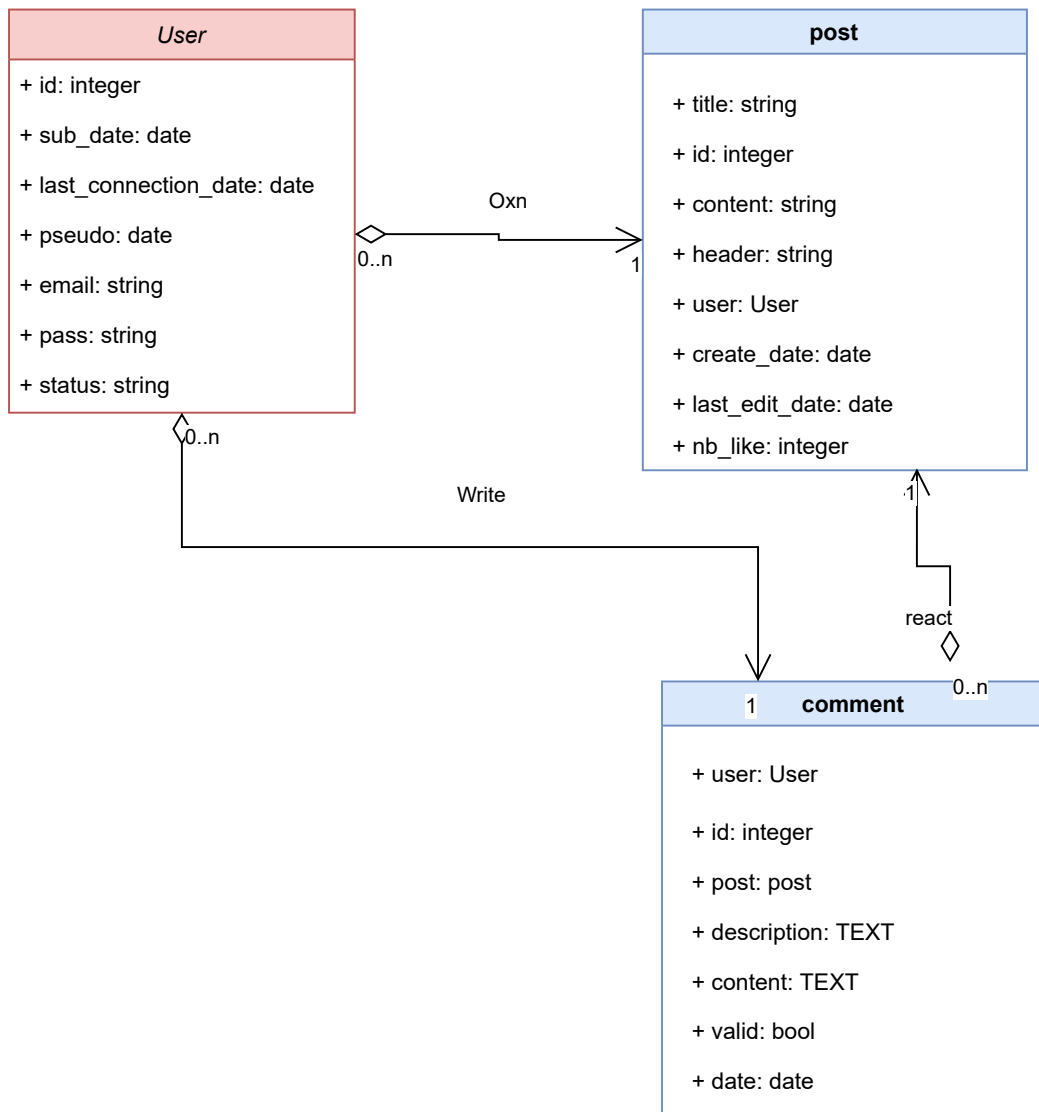 User
+ id: integer
+ sub_date: date
+ last_connection_date: date
+ pseudo: date
+ email: string
+ pass: string
+ status: string
0..n
Oxn
1
post
+ title: string
+ id: integer
+ content: string
+ header: string
+ user: User
+ create_date: date
+ last_edit_date: date
+ nb_like: integer
0..n
Write
1
1
react
0..n
comment
+ user: User
+ id: integer
+ post: post
+ description: TEXT
+ content: TEXT
+ valid: bool
+ date: date